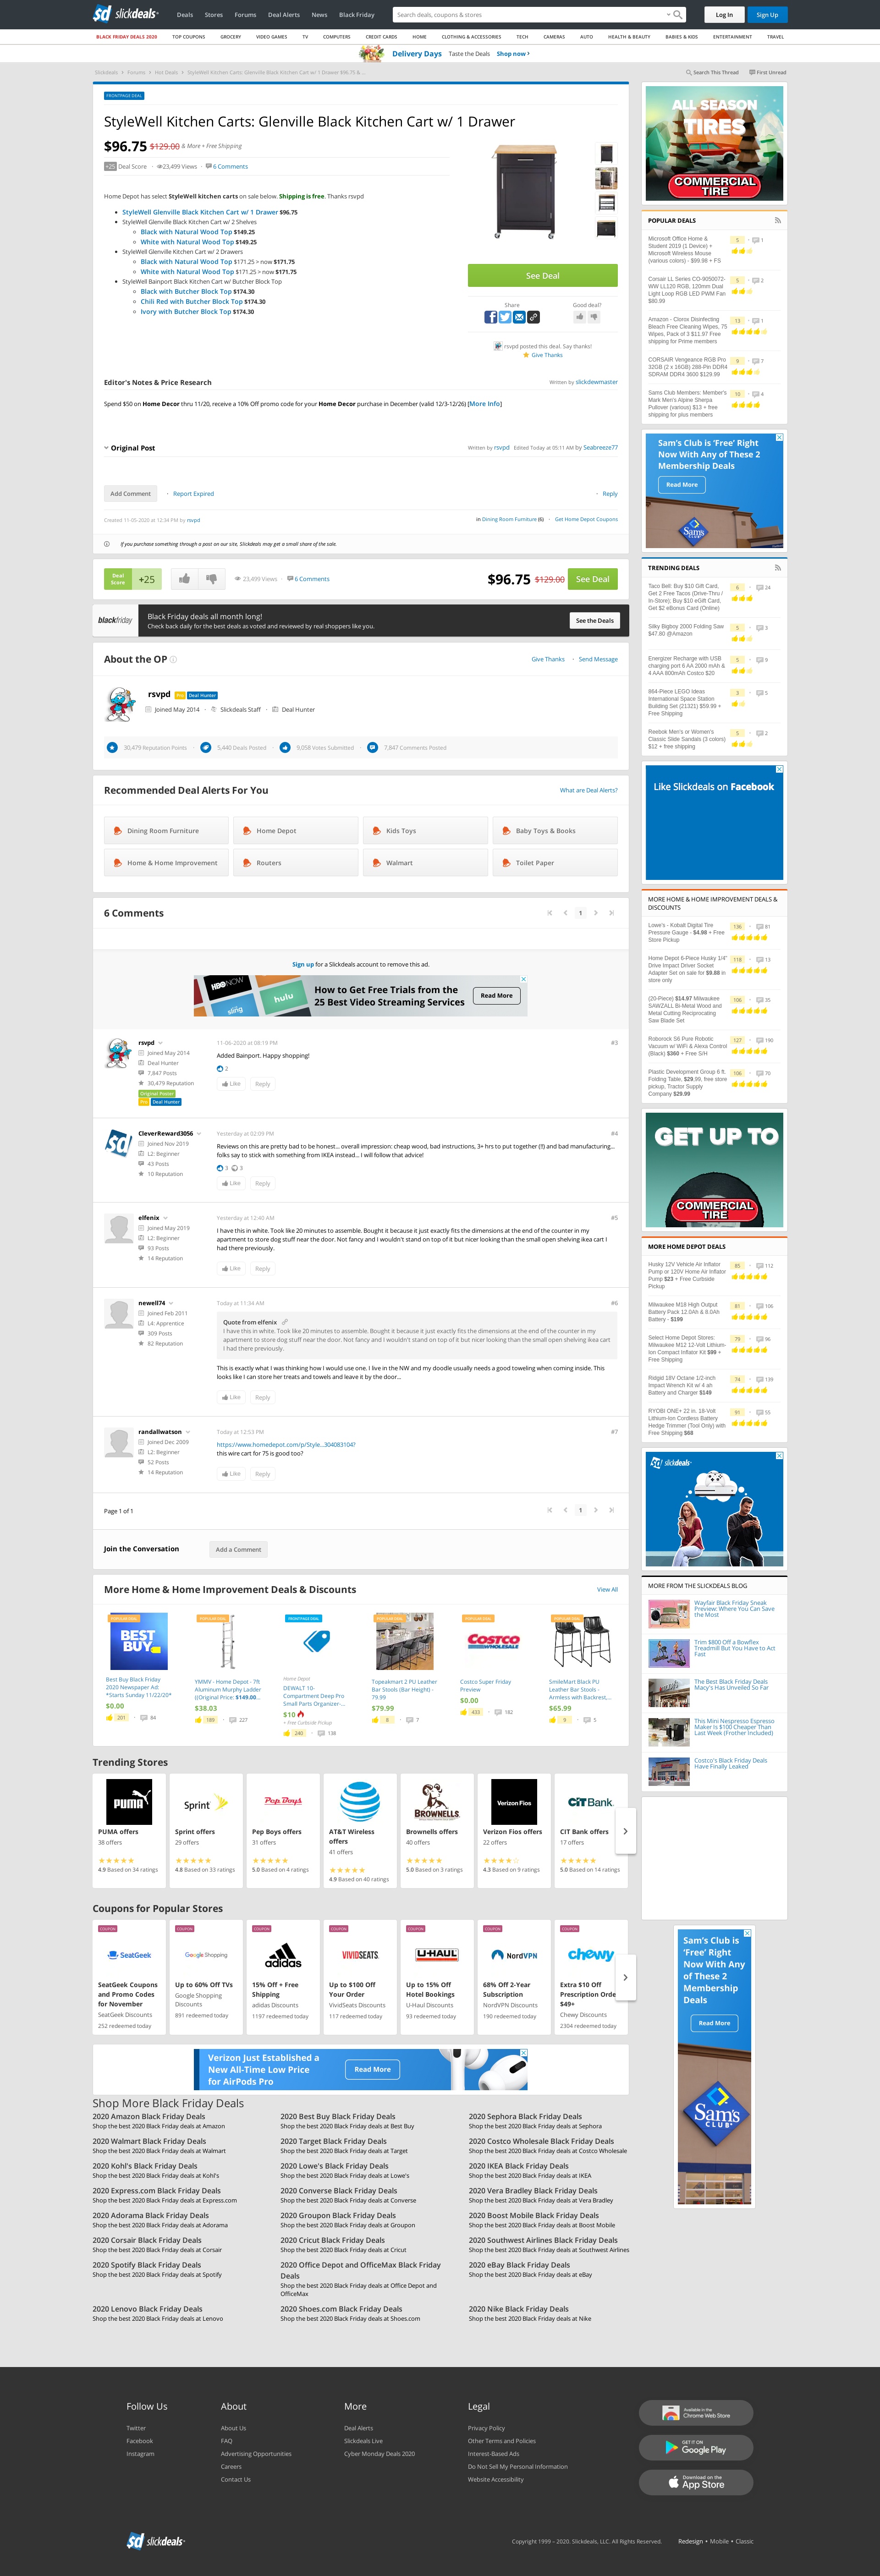 slickdeals
Deals Stores Forums Deal Alerts News Black Friday
Search deals, coupons & stores
Log In
Sign Up
BLACK FRIDAY DEALS 2020 TOP COUPONS GROCERY VIDEO GAMES TV COMPUTERS CREDIT CARDS HOME CLOTHING & ACCESSORIES TECH CAMERAS AUTO HEALTH & BEAUTY BABIES & KIDS ENTERTAINMENT TRAVEL
Delivery Days Taste the Deals Shop now ›
Slickdeals > Forums > Hot Deals > StyleWell Kitchen Carts: Glenville Black Kitchen Cart w/ 1 Drawer $96.75 & ...
Search This Thread First Unread
FRONTPAGE DEAL
StyleWell Kitchen Carts: Glenville Black Kitchen Cart w/ 1 Drawer
$96.75 $129.00 & More + Free Shipping
+25 Deal Score 23,499 Views 6 Comments
Home Depot has select StyleWell kitchen carts on sale below. Shipping is free. Thanks rsvpd
StyleWell Glenville Black Kitchen Cart w/ 1 Drawer $96.75
StyleWell Glenville Black Kitchen Cart w/ 2 Shelves
Black with Natural Wood Top $149.25
White with Natural Wood Top $149.25
StyleWell Glenville Kitchen Cart w/ 2 Drawers
Black with Natural Wood Top $171.25 > now $171.75
White with Natural Wood Top $171.25 > now $171.75
StyleWell Bainport Black Kitchen Cart w/ Butcher Block Top
Black with Butcher Block Top $174.30
Chili Red with Butcher Block Top $174.30
Ivory with Butcher Block Top $174.30
See Deal
Share
Good deal?
rsvpd posted this deal. Say thanks!
Give Thanks
Editor's Notes & Price Research
Written by slickdewmaster
Spend $50 on Home Decor thru 11/20, receive a 10% Off promo code for your Home Decor purchase in December (valid 12/3-12/26) [More Info]
Original Post
Written by rsvpd Edited Today at 05:11 AM by Seabreeze77
Add Comment Report Expired
Reply
Created 11-05-2020 at 12:34 PM by rsvpd
in Dining Room Furniture (6) Get Home Depot Coupons
If you purchase something through a post on our site, Slickdeals may get a small share of the sale.
Deal Score +25
23,499 Views 6 Comments
$96.75 $129.00 See Deal
blackfriday
Black Friday deals all month long!
Check back daily for the best deals as voted and reviewed by real shoppers like you.
See the Deals
About the OP
Give Thanks Send Message
rsvpd Pro Deal Hunter
Joined May 2014 Slickdeals Staff Deal Hunter
30,479 Reputation Points 5,440 Deals Posted 9,058 Votes Submitted 7,847 Comments Posted
Recommended Deal Alerts For You
What are Deal Alerts?
Dining Room Furniture
Home Depot
Kids Toys
Baby Toys & Books
Home & Home Improvement
Routers
Walmart
Toilet Paper
6 Comments
1
Sign up for a Slickdeals account to remove this ad.
HBO NOW
sling
hulu
How to Get Free Trials from the
25 Best Video Streaming Services
Read More
rsvpd
Joined May 2014
Deal Hunter
7,847 Posts
30,479 Reputation
Original Poster
Pro Deal Hunter
11-06-2020 at 08:19 PM
#3
Added Bainport. Happy shopping!
2
Like Reply
CleverReward3056
Joined Nov 2019
L2: Beginner
43 Posts
10 Reputation
Yesterday at 02:09 PM
#4
Reviews on this are pretty bad to be honest... overall impression: cheap wood, bad instructions, 3+ hrs to put together (!) and bad manufacturing...
folks say to stick with something from IKEA instead... I will follow that advice!
3 3
Like Reply
elfenix
Joined May 2019
L2: Beginner
93 Posts
14 Reputation
Yesterday at 12:40 AM
#5
I have this in white. Took like 20 minutes to assemble. Bought it because it just exactly fits the dimensions at the end of the counter in my
apartment to store dog stuff near the door. Not fancy and I wouldn't stand on top of it but nicer looking than the small open shelving ikea cart I
had there previously.
Like Reply
newell74
Joined Feb 2011
L4: Apprentice
309 Posts
82 Reputation
Today at 11:34 AM
#6
Quote from elfenix
I have this in white. Took like 20 minutes to assemble. Bought it because it just exactly fits the dimensions at the end of the counter in my
apartment to store dog stuff near the door. Not fancy and I wouldn't stand on top of it but nicer looking than the small open shelving ikea cart
I had there previously.
This is exactly what I was thinking how I would use one. I live in the NW and my doodle usually needs a good toweling when coming inside. This
looks like I can store her treats and towels and leave it by the door...
Like Reply
randallwatson
Joined Dec 2009
L2: Beginner
52 Posts
14 Reputation
Today at 12:53 PM
#7
https://www.homedepot.com/p/Style...304083104?
this wire cart for 75 is good too?
Like Reply
Page 1 of 1
1
Join the Conversation
Add a Comment
More Home & Home Improvement Deals & Discounts
View All
POPULAR DEAL
BEST BUY
Best Buy Black Friday
2020 Newspaper Ad:
*Starts Sunday 11/22/20*
$0.00
201 84
POPULAR DEAL
YMMV - Home Depot - 7ft
Aluminum Murphy Ladder
((Original Price: $149.00...
$38.03
189 227
FRONTPAGE DEAL
Home Depot
DEWALT 10-
Compartment Deep Pro
Small Parts Organizer-...
$10
+ Free Curbside Pickup
240 138
POPULAR DEAL
Topeakmart 2 PU Leather
Bar Stools (Bar Height) -
79.99
$79.99
8 7
POPULAR DEAL
COSTCO WHOLESALE
Costco Super Friday
Preview
$0.00
433 182
POPULAR DEAL
SmileMart Black PU
Leather Bar Stools -
Armless with Backrest,...
$65.99
9 5
Trending Stores
PUMA
PUMA offers
38 offers
4.9 Based on 34 ratings
Sprint
Sprint offers
29 offers
4.8 Based on 33 ratings
Pep Boys
Pep Boys offers
31 offers
5.0 Based on 4 ratings
AT&T Wireless
offers
41 offers
4.9 Based on 40 ratings
BROWNELLS
Brownells offers
40 offers
5.0 Based on 3 ratings
Verizon Fios
Verizon Fios offers
22 offers
4.3 Based on 9 ratings
CIT BANK
CIT Bank offers
17 offers
5.0 Based on 14 ratings
Coupons for Popular Stores
COUPON
SeatGeek
SeatGeek Coupons
and Promo Codes
for November
SeatGeek Discounts
252 redeemed today
COUPON
Google Shopping
Up to 60% Off TVs
Google Shopping
Discounts
891 redeemed today
COUPON
adidas
15% Off + Free
Shipping
adidas Discounts
1197 redeemed today
COUPON
VIVIDSEATS
Up to $100 Off
Your Order
VividSeats Discounts
117 redeemed today
COUPON
U-HAUL
Up to 15% Off
Hotel Bookings
U-Haul Discounts
93 redeemed today
COUPON
NordVPN
68% Off 2-Year
Subscription
NordVPN Discounts
190 redeemed today
COUPON
chewy
Extra $10 Off
Prescription Orde
$49+
Chewy Discounts
2304 redeemed today
Verizon Just Established a
New All-Time Low Price
for AirPods Pro
Read More
Shop More Black Friday Deals
2020 Amazon Black Friday Deals
Shop the best 2020 Black Friday deals at Amazon
2020 Best Buy Black Friday Deals
Shop the best 2020 Black Friday deals at Best Buy
2020 Sephora Black Friday Deals
Shop the best 2020 Black Friday deals at Sephora
2020 Walmart Black Friday Deals
Shop the best 2020 Black Friday deals at Walmart
2020 Target Black Friday Deals
Shop the best 2020 Black Friday deals at Target
2020 Costco Wholesale Black Friday Deals
Shop the best 2020 Black Friday deals at Costco Wholesale
2020 Kohl's Black Friday Deals
Shop the best 2020 Black Friday deals at Kohl's
2020 Lowe's Black Friday Deals
Shop the best 2020 Black Friday deals at Lowe's
2020 IKEA Black Friday Deals
Shop the best 2020 Black Friday deals at IKEA
2020 Express.com Black Friday Deals
Shop the best 2020 Black Friday deals at Express.com
2020 Converse Black Friday Deals
Shop the best 2020 Black Friday deals at Converse
2020 Vera Bradley Black Friday Deals
Shop the best 2020 Black Friday deals at Vera Bradley
2020 Adorama Black Friday Deals
Shop the best 2020 Black Friday deals at Adorama
2020 Groupon Black Friday Deals
Shop the best 2020 Black Friday deals at Groupon
2020 Boost Mobile Black Friday Deals
Shop the best 2020 Black Friday deals at Boost Mobile
2020 Corsair Black Friday Deals
Shop the best 2020 Black Friday deals at Corsair
2020 Cricut Black Friday Deals
Shop the best 2020 Black Friday deals at Cricut
2020 Southwest Airlines Black Friday Deals
Shop the best 2020 Black Friday deals at Southwest Airlines
2020 Spotify Black Friday Deals
Shop the best 2020 Black Friday deals at Spotify
2020 Office Depot and OfficeMax Black Friday
Deals
Shop the best 2020 Black Friday deals at Office Depot and
OfficeMax
2020 eBay Black Friday Deals
Shop the best 2020 Black Friday deals at eBay
2020 Lenovo Black Friday Deals
Shop the best 2020 Black Friday deals at Lenovo
2020 Shoes.com Black Friday Deals
Shop the best 2020 Black Friday deals at Shoes.com
2020 Nike Black Friday Deals
Shop the best 2020 Black Friday deals at Nike
ALL SEASON
TIRES
COMMERCIAL
TIRE
POPULAR DEALS
Microsoft Office Home &
Student 2019 (1 Device) +
Microsoft Wireless Mouse
(various colors) - $99.98 + FS
5 1
Corsair LL Series CO-9050072-
WW LL120 RGB, 120mm Dual
Light Loop RGB LED PWM Fan
$80.99
5 2
Amazon - Clorox Disinfecting
Bleach Free Cleaning Wipes, 75
Wipes, Pack of 3 $11.97 Free
shipping for Prime members
13 1
CORSAIR Vengeance RGB Pro
32GB (2 x 16GB) 288-Pin DDR4
SDRAM DDR4 3600 $129.99
9 7
Sams Club Members: Member's
Mark Men's Alpine Sherpa
Pullover (various) $13 + free
shipping for plus members
10 4
Sam's Club is 'Free' Right
Now With Any of These 2
Membership Deals
Read More
Sam's
TRENDING DEALS
Taco Bell: Buy $10 Gift Card,
Get 2 Free Tacos (Drive-Thru /
In-Store); Buy $10 eGift Card,
Get $2 eBonus Card (Online)
6 24
Silky Bigboy 2000 Folding Saw
$47.80 @Amazon
5 3
Energizer Recharge with USB
charging port 6 AA 2000 mAh &
4 AAA 800mAh Costco $20
5 9
864-Piece LEGO Ideas
International Space Station
Building Set (21321) $59.99 +
Free Shipping
3 5
Reebok Men's or Women's
Classic Slide Sandals (3 colors)
$12 + free shipping
5 2
Like Slickdeals on Facebook
MORE HOME & HOME IMPROVEMENT DEALS &
DISCOUNTS
Lowe's - Kobalt Digital Tire
Pressure Gauge - $4.98 + Free
Store Pickup
136 81
Home Depot 6-Piece Husky 1/4"
Drive Impact Driver Socket
Adapter Set on sale for $9.88 in
store only
118 13
(20-Piece) $14.97 Milwaukee
SAWZALL Bi-Metal Wood and
Metal Cutting Reciprocating
Saw Blade Set
106 35
Roborock S6 Pure Robotic
Vacuum w/ WiFi & Alexa Control
(Black) $360 + Free S/H
127 190
Plastic Development Group 6 ft.
Folding Table, $29.99, free store
pickup, Tractor Supply
Company $29.99
106 70
GET UP TO
COMMERCIAL
TIRE
MORE HOME DEPOT DEALS
Husky 12V Vehicle Air Inflator
Pump or 120V Home Air Inflator
Pump $23 + Free Curbside
Pickup
85 112
Milwaukee M18 High Output
Battery Pack 12.0Ah & 8.0Ah
Battery - $199
81 106
Select Home Depot Stores:
Milwaukee M12 12-Volt Lithium-
Ion Compact Inflator Kit $99 +
Free Shipping
79 96
Ridgid 18V Octane 1/2-inch
Impact Wrench Kit w/ 4 ah
Battery and Charger $149
74 139
RYOBI ONE+ 22 in. 18-Volt
Lithium-Ion Cordless Battery
Hedge Trimmer (Tool Only) with
Free Shipping $68
91 55
slickdeals
MORE FROM THE SLICKDEALS BLOG
Wayfair Black Friday Sneak
Preview: Where You Can Save
the Most
Trim $800 Off a Bowflex
Treadmill But You Have to Act
Fast
The Best Black Friday Deals
Macy's Has Unveiled So Far
This Mini Nespresso Espresso
Maker Is $100 Cheaper Than
Last Week (Frother Included)
Costco's Black Friday Deals
Have Finally Leaked
Sam's Club is
'Free' Right
Now With Any
of These 2
Membership
Deals
Read More
Sam's
CLUB
Follow Us
Twitter
Facebook
Instagram
About
About Us
FAQ
Advertising Opportunities
Careers
Contact Us
More
Deal Alerts
Slickdeals Live
Cyber Monday Deals 2020
Legal
Privacy Policy
Other Terms and Policies
Interest-Based Ads
Do Not Sell My Personal Information
Website Accessibility
Available in the
Chrome Web Store
GET IT ON
Google Play
Download on the
App Store
slickdeals
Copyright 1999 – 2020. Slickdeals, LLC. All Rights Reserved. Redesign • Mobile • Classic